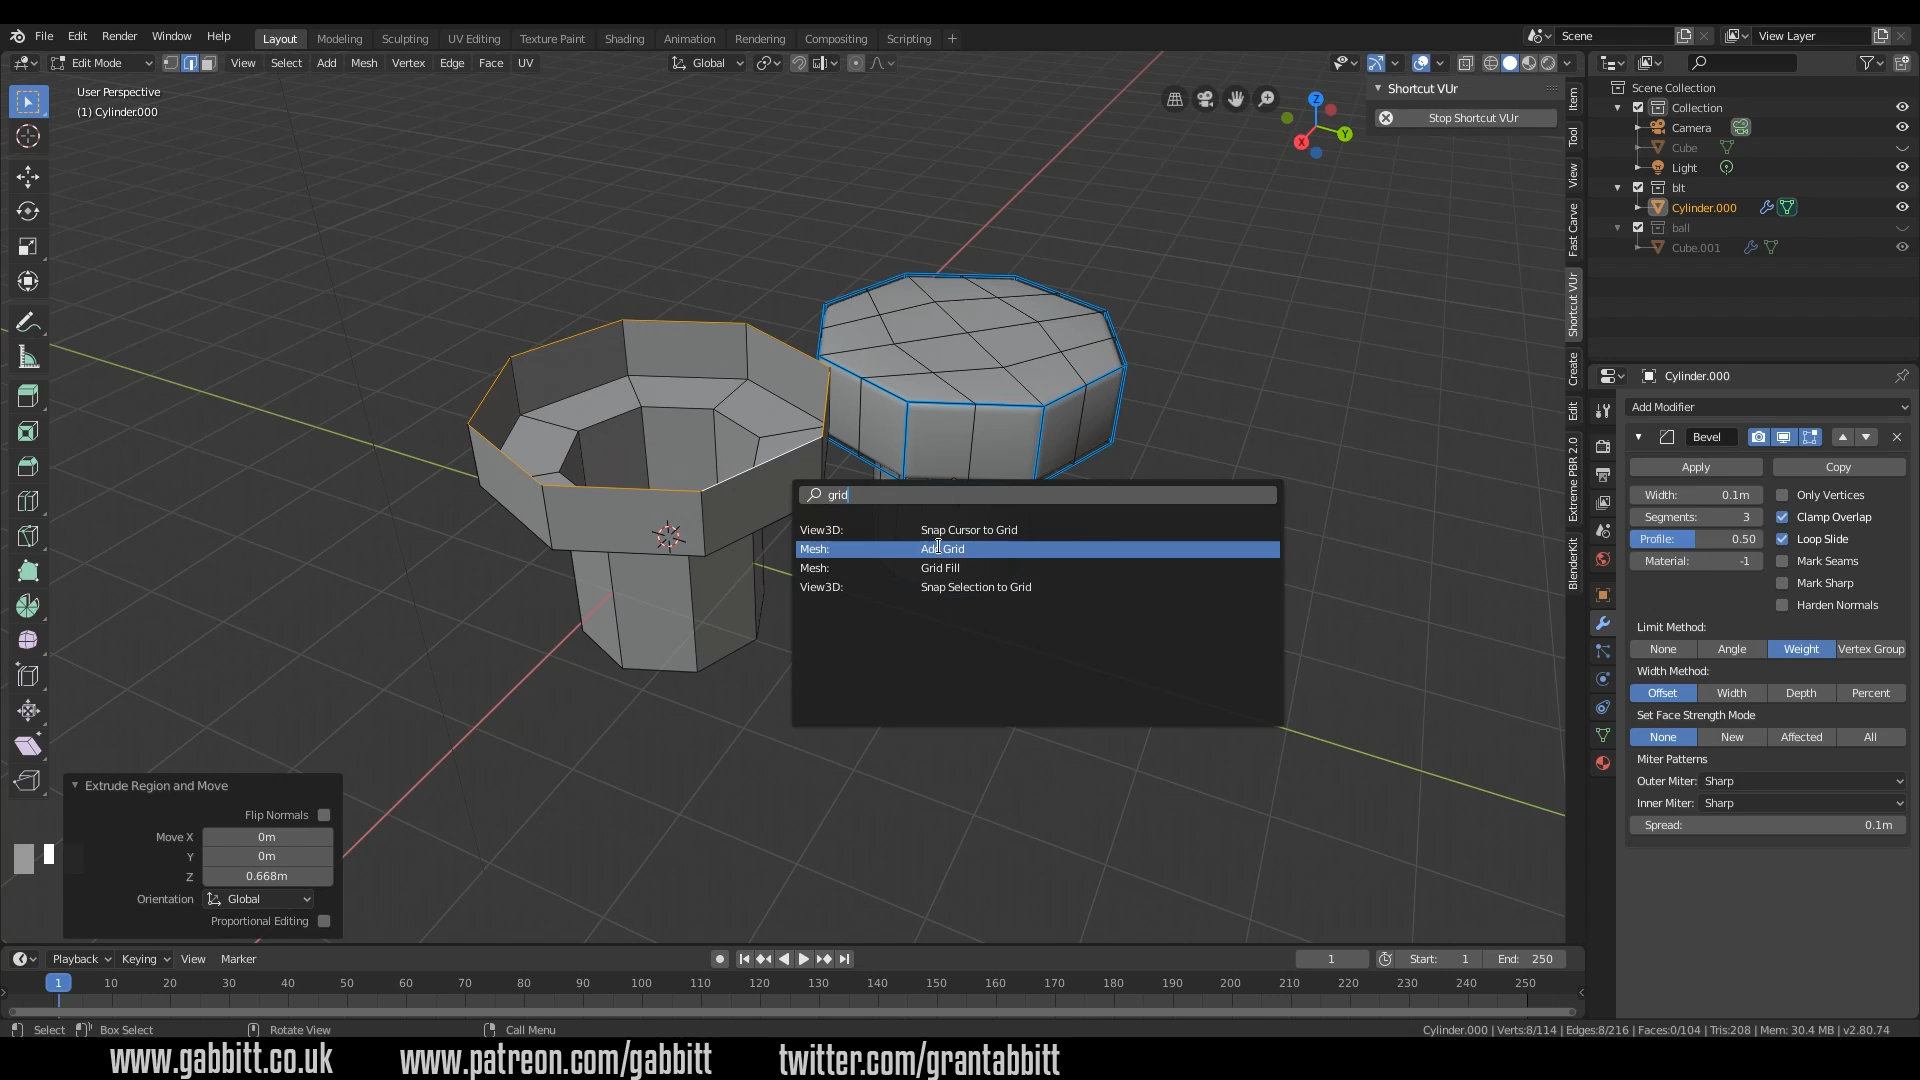 File Edit Render Window Help Layout Modeling Sculpting UV Editing Texture Paint Shading Animation Rendering Compositing Scripting + Scene View Layer
Edit Mode View Select Add Mesh Vertex Edge Face UV Global
User Perspective
(1) Cylinder.000
Z
Y
X
Shortcut VUr
Stop Shortcut VUr
Item
Tool
View
Fast Carve
Shortcut VUr
Create
Edit
Extreme PBR 2.0
BlenderKit
Scene Collection
Collection
Camera
Cube
Light
blt
Cylinder.000
ball
Cube.001
grid
View3D: Snap Cursor to Grid
Mesh: Add Grid
Mesh: Grid Fill
View3D: Snap Selection to Grid
Cylinder.000
Add Modifier
Bevel
Apply Copy
Width: 0.1m Only Vertices
Segments: 3 Clamp Overlap
Profile: 0.50 Loop Slide
Material: -1 Mark Seams
Mark Sharp
Harden Normals
Limit Method:
None Angle Weight Vertex Group
Width Method:
Offset Width Depth Percent
Set Face Strength Mode
None New Affected All
Miter Patterns
Outer Miter: Sharp
Inner Miter: Sharp
Spread: 0.1m
Extrude Region and Move
Flip Normals
Move X 0m
Y 0m
Z 0.668m
Orientation Global
Proportional Editing
Playback Keying View Marker 1 Start: 1 End: 250
1 10 20 30 40 50 60 70 80 90 100 110 120 130 140 150 160 170 180 190 200 210 220 230 240 250
Select Box Select Rotate View Call Menu Cylinder.000 | Verts:8/114 | Edges:8/216 | Faces:0/104 | Tris:208 | Mem: 30.4 MB | v2.80.74
www.gabbitt.co.uk www.patreon.com/gabbitt twitter.com/grantabbitt